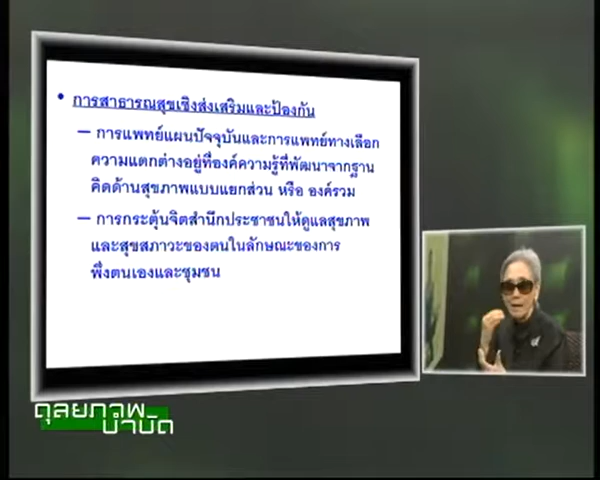 • การสาธารณสุขเชิงส่งเสริมและป้องกัน
– การแพทย์แผนปัจจุบันและการแพทย์ทางเลือก
ความแตกต่างอยู่ที่องค์ความรู้ที่พัฒนาจากฐาน
คิดด้านสุขภาพแบบแยกส่วน หรือ องค์รวม
– การกระตุ้นจิตสำนึกประชาชนให้ดูแลสุขภาพ
และสุขสภาวะของตนในลักษณะของการ
พึ่งตนเองและชุมชน
ดุลยภาพ
บำบัด